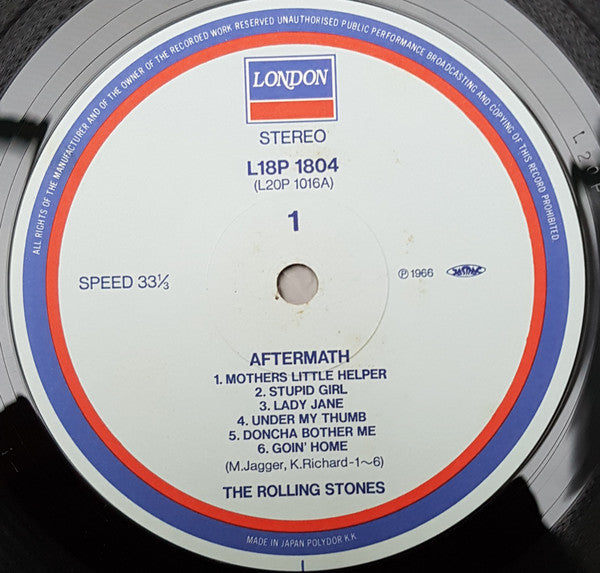 ALL RIGHTS OF THE MANUFACTURER AND OF THE OWNER OF THE RECORDED WORK RESERVED UNAUTHORISED PUBLIC PERFORMANCE BROADCASTING AND COPYING OF THIS RECORD PROHIBITED.
LONDON
STEREO
L18P 1804
(L20P 1016A)
1
SPEED 33⅓
Ⓟ 1966 JASRAC
AFTERMATH
1. MOTHERS LITTLE HELPER
2. STUPID GIRL
3. LADY JANE
4. UNDER MY THUMB
5. DONCHA BOTHER ME
6. GOIN' HOME
(M.Jagger, K.Richard-1~6)
THE ROLLING STONES
MADE IN JAPAN POLYDOR K.K.
L 20P